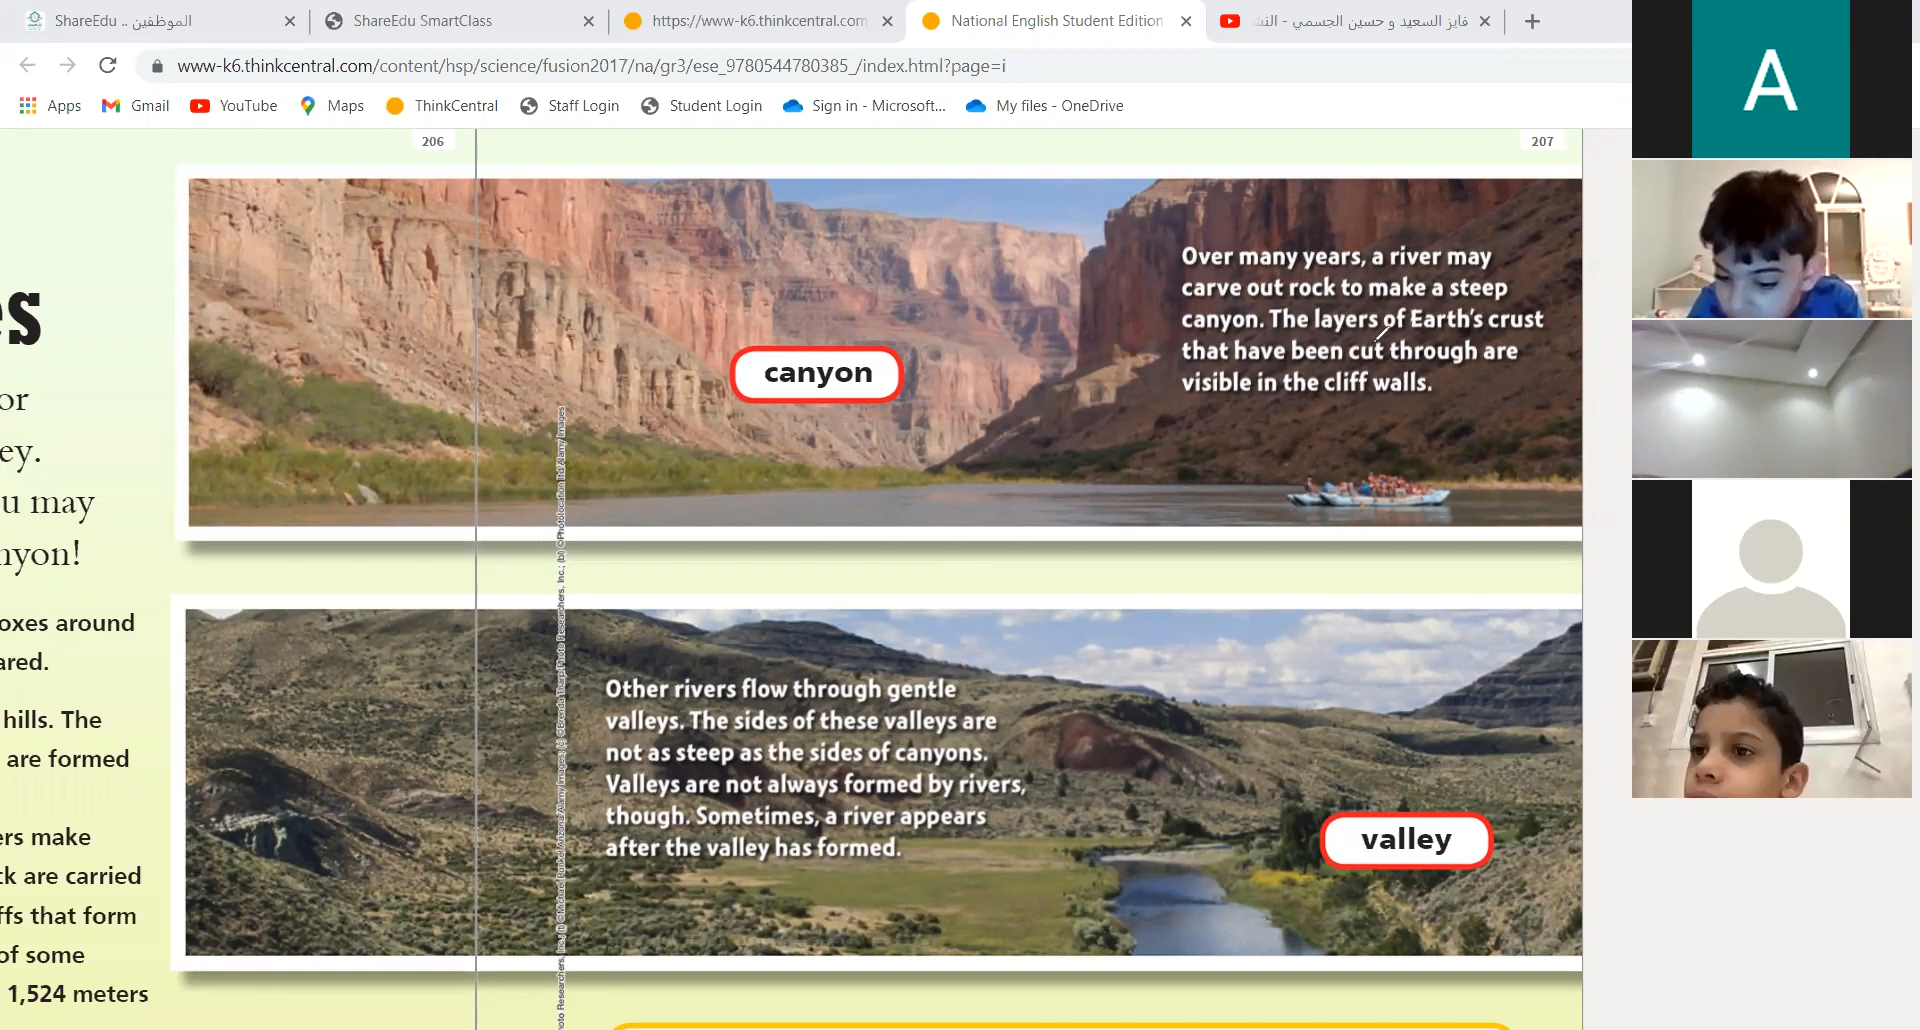 ShareEdu .. الموظفين
ShareEdu SmartClass
https://www-k6.thinkcentral.com
National English Student Edition
فايز السعيد و حسين الجسمي -
www-k6.thinkcentral.com/content/hsp/science/fusion2017/na/gr3/ese_9780544780385_/index.html?page=i
Apps
Gmail
YouTube
Maps
ThinkCentral
Staff Login
Student Login
Sign in - Microsoft...
My files - OneDrive
206
207
es
or
ey.
u may
nyon!
oxes around
ared.
hills. The
are formed
ers make
ck are carried
ffs that form
of some
1,524 meters
Over many years, a river may
carve out rock to make a steep
canyon. The layers of Earth's crust
that have been cut through are
visible in the cliff walls.
canyon
Other rivers flow through gentle
valleys. The sides of these valleys are
not as steep as the sides of canyons.
Valleys are not always formed by rivers,
though. Sometimes, a river appears
after the valley has formed.
valley
A